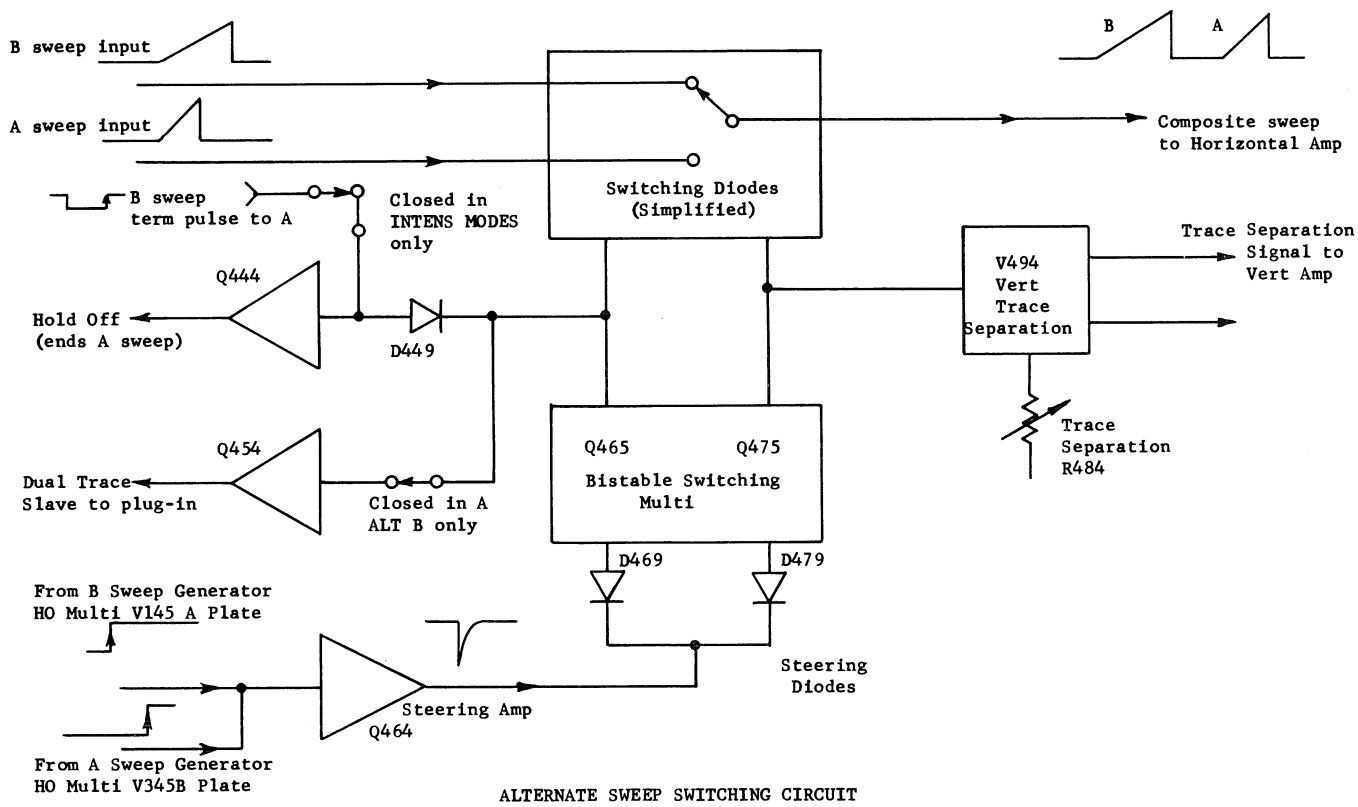 B sweep input
B
A
A sweep input
Composite sweep
to Horizontal Amp
B sweep
term pulse to A
Closed in
INTENS MODES
only
Switching Diodes
(Simplified)
Trace Separation
Signal to
Vert Amp
Q444
V494
Vert
Trace
Separation
Hold Off
(ends A sweep)
D449
Trace
Separation
R484
Q454
Q465
Q475
Bistable Switching
Multi
Dual Trace
Slave to plug-in
Closed in A
ALT B only
D469
D479
From B Sweep Generator
HO Multi V145 A Plate
Steering
Diodes
Steering Amp
Q464
From A Sweep Generator
HO Multi V345B Plate
ALTERNATE SWEEP SWITCHING CIRCUIT